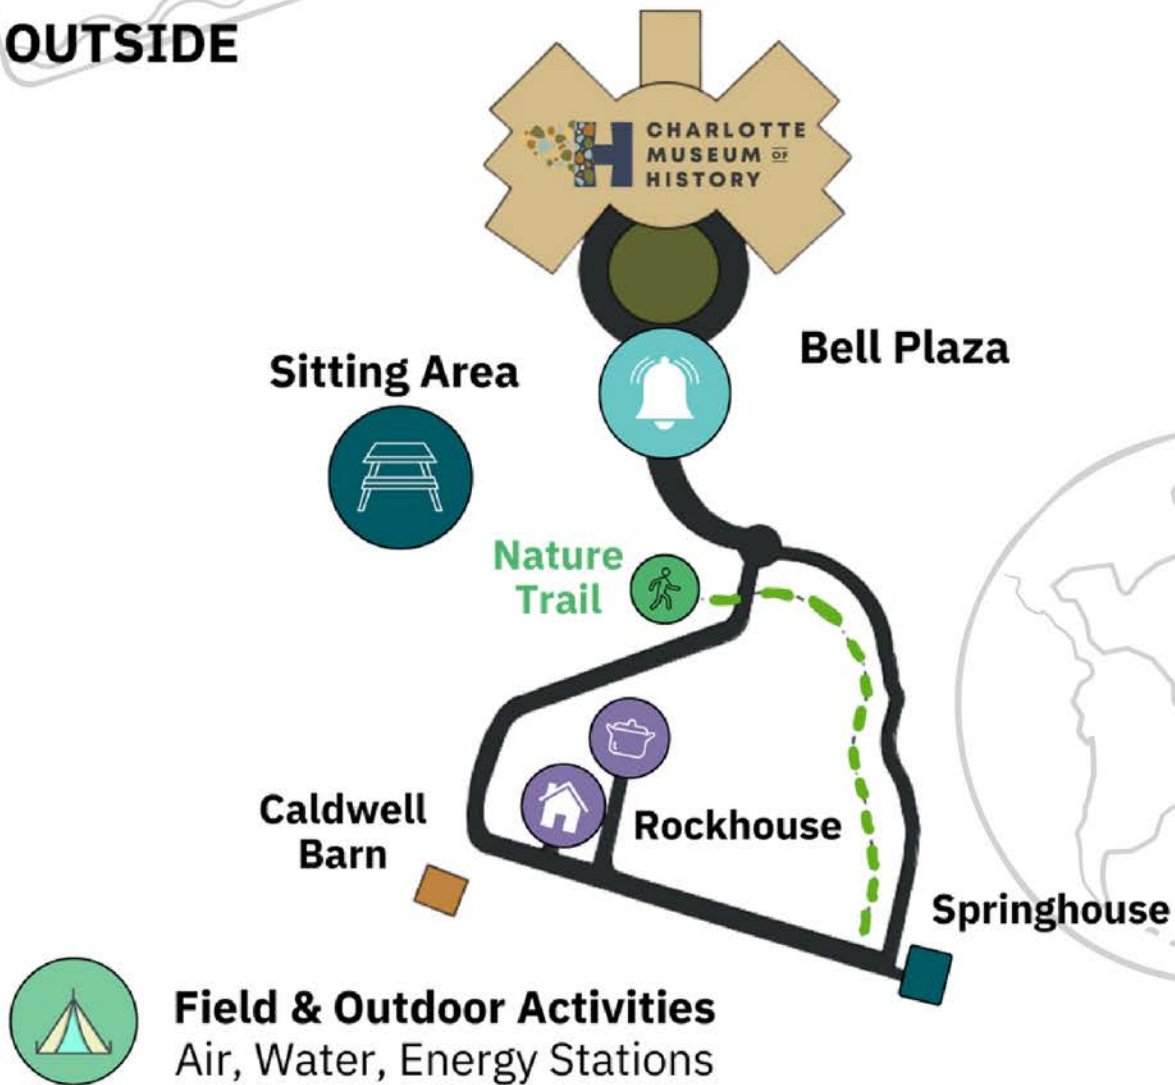 OUTSIDE
CHARLOTTE
MUSEUM OF
HISTORY
Bell Plaza
Sitting Area
Nature
Trail
Caldwell
Barn
Rockhouse
Springhouse
Field & Outdoor Activities
Air, Water, Energy Stations